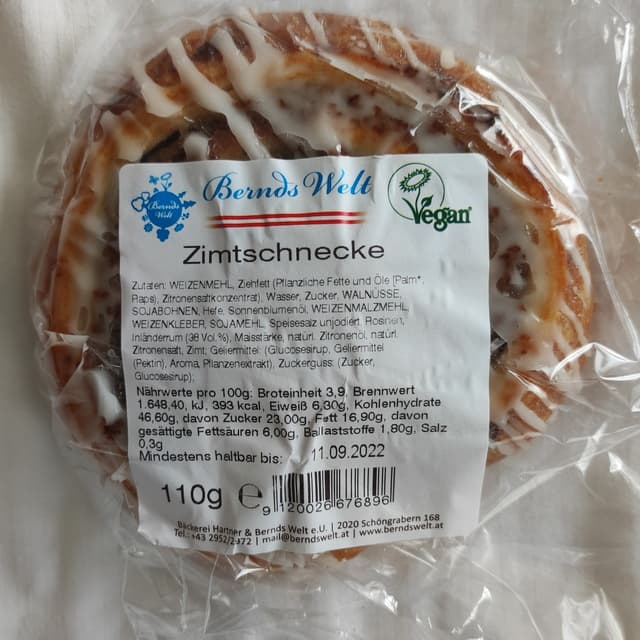 Bernds Welt
Bernds Welt
Vegan
Zimtschnecke
Zutaten: WEIZENMEHL, Ziehfett (Pflanzliche Fette und Öle [Palm*,
Raps), Zitronensaftkonzentrat), Wasser, Zucker, WALNÜSSE,
SOJABOHNEN, Hefe, Sonnenblumenöl, WEIZENMALZMEHL,
WEIZENKLEBER, SOJAMEHL, Speisesalz unjodiert, Rosinen,
Inländerrum (38 Vol.%), Maisstärke, natürl. Zitronenöl, natürl.
Zitronensaft, Zimt; Geliermittel: (Glucosesirup, Geliermittel
(Pektin), Aroma, Pflanzenextrakt), Zuckerguss: (Zucker,
Glucosesirup);
Nährwerte pro 100g: Broteinheit 3,9, Brennwert
1.648,40, kJ, 393 kcal, Eiweiß 6,30g, Kohlenhydrate
46,60g, davon Zucker 23,00g, Fett 16,90g, davon
gesättigte Fettsäuren 6,00g, Ballaststoffe 1,80g, Salz
0,3g
Mindestens haltbar bis: 11.09.2022
110g e
9 120026 676896
Bäckerei Hartner & Bernds Welt e.U. | 2020 Schöngrabern 168
Tel.: +43 2952/2372 | mail@berndswelt.at | www.berndswelt.at